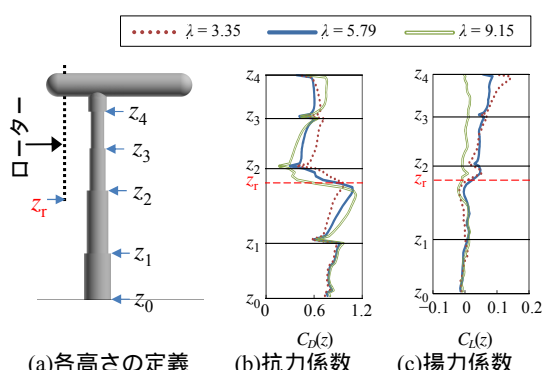 λ = 3.35 λ = 5.79 λ = 9.15
ローター
z4
z3
z2
zr
z1
z0
z4
z3
z2
zr
z1
z0
0 0.6 1.2
CD(z)
z4
z3
z2
zr
z1
z0
−0.1 0 0.1 0.2
CL(z)
(a)各高さの定義 (b)抗力係数 (c)揚力係数